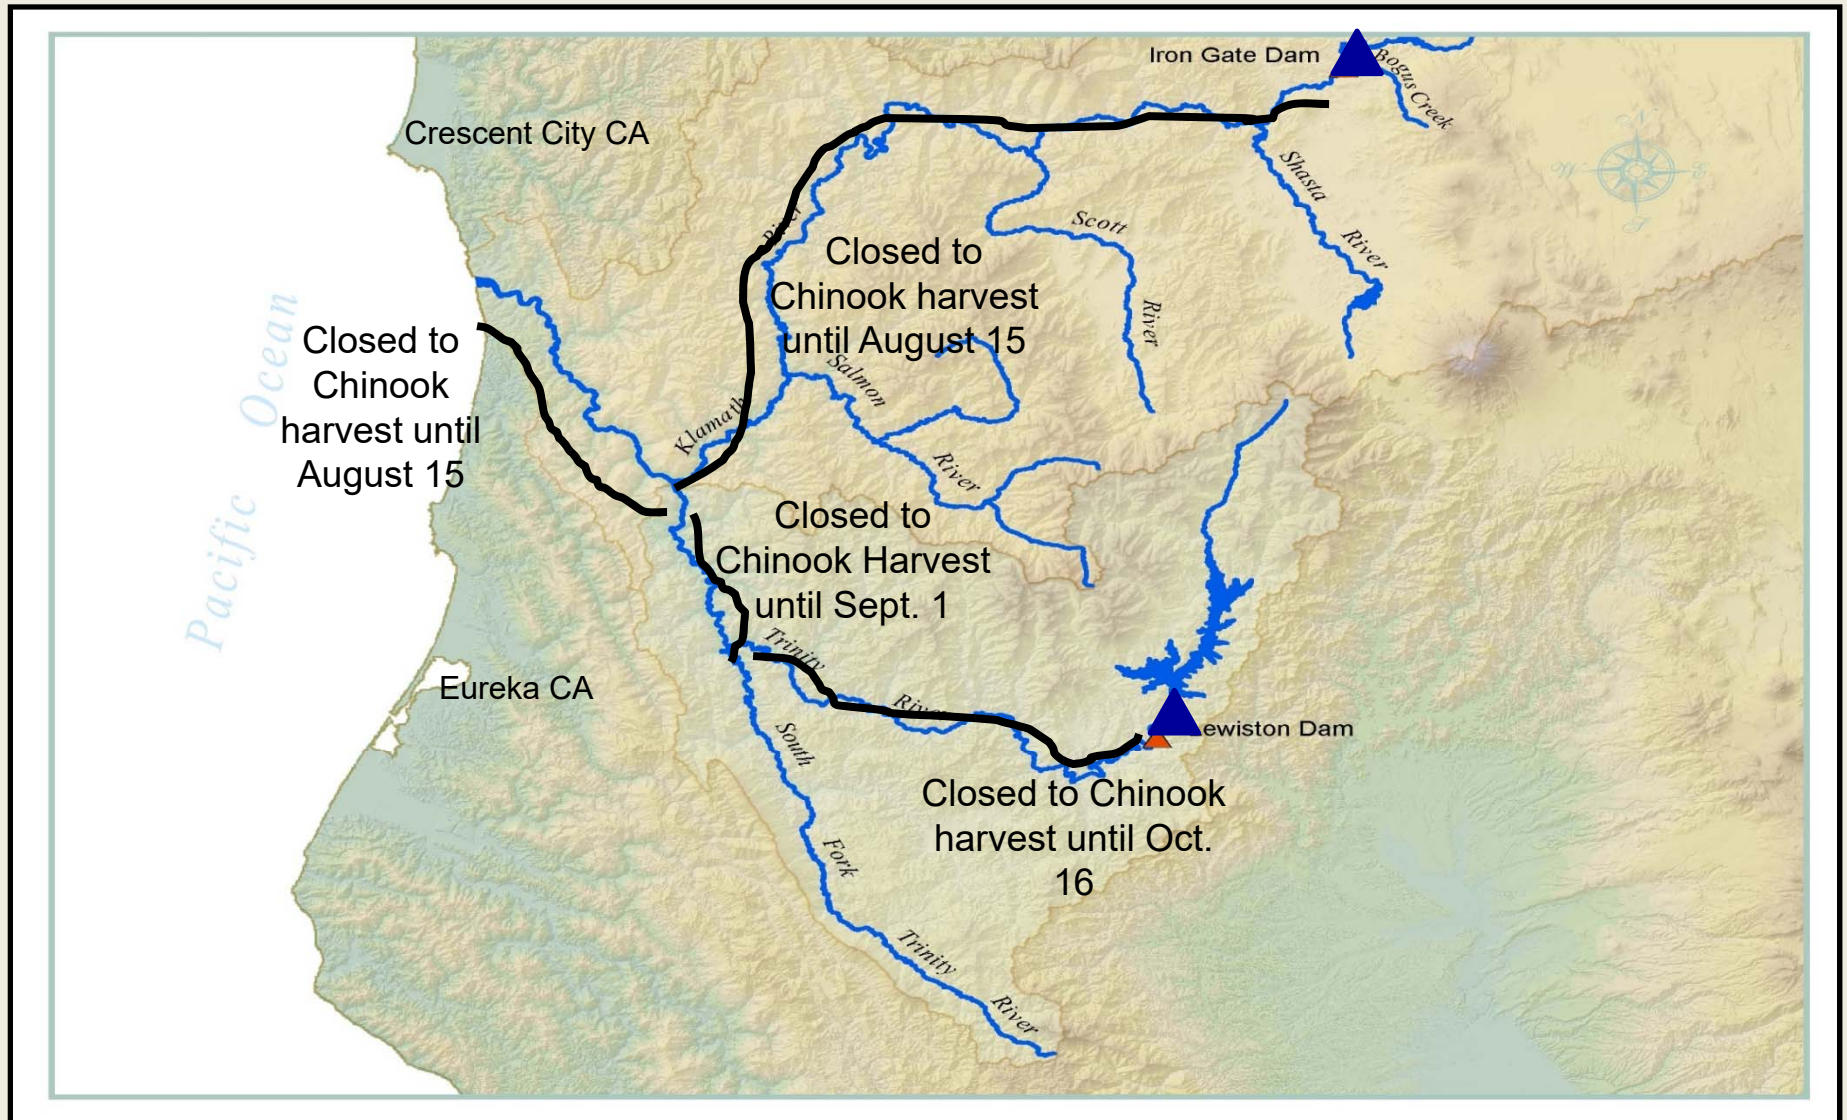 Iron Gate Dam
Bogus Creek
Crescent City CA
Shasta
River
River
Scott
River
Closed to
Chinook harvest
until August 15
Pacific Ocean
Closed to
Chinook
harvest until
August 15
Salmon
River
Klamath
Closed to
Chinook Harvest
until Sept. 1
Trinity
River
Eureka CA
ewiston Dam
South
Fork
Trinity
River
Closed to Chinook
harvest until Oct.
16